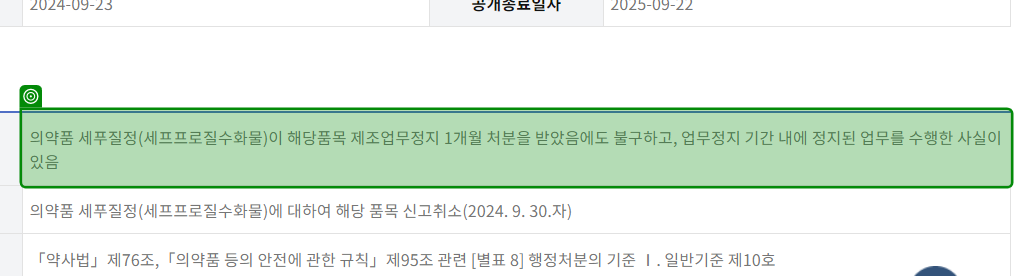 2024-09-23 공개종료일자 2025-09-22
의약품 세푸질정(세프프로질수화물)이 해당품목 제조업무정지 1개월 처분을 받았음에도 불구하고, 업무정지 기간 내에 정지된 업무를 수행한 사실이
있음
의약품 세푸질정(세프프로질수화물)에 대하여 해당 품목 신고취소(2024. 9. 30.자)
「약사법」제76조,「의약품 등의 안전에 관한 규칙」제95조 관련 [별표 8] 행정처분의 기준 Ⅰ. 일반기준 제10호